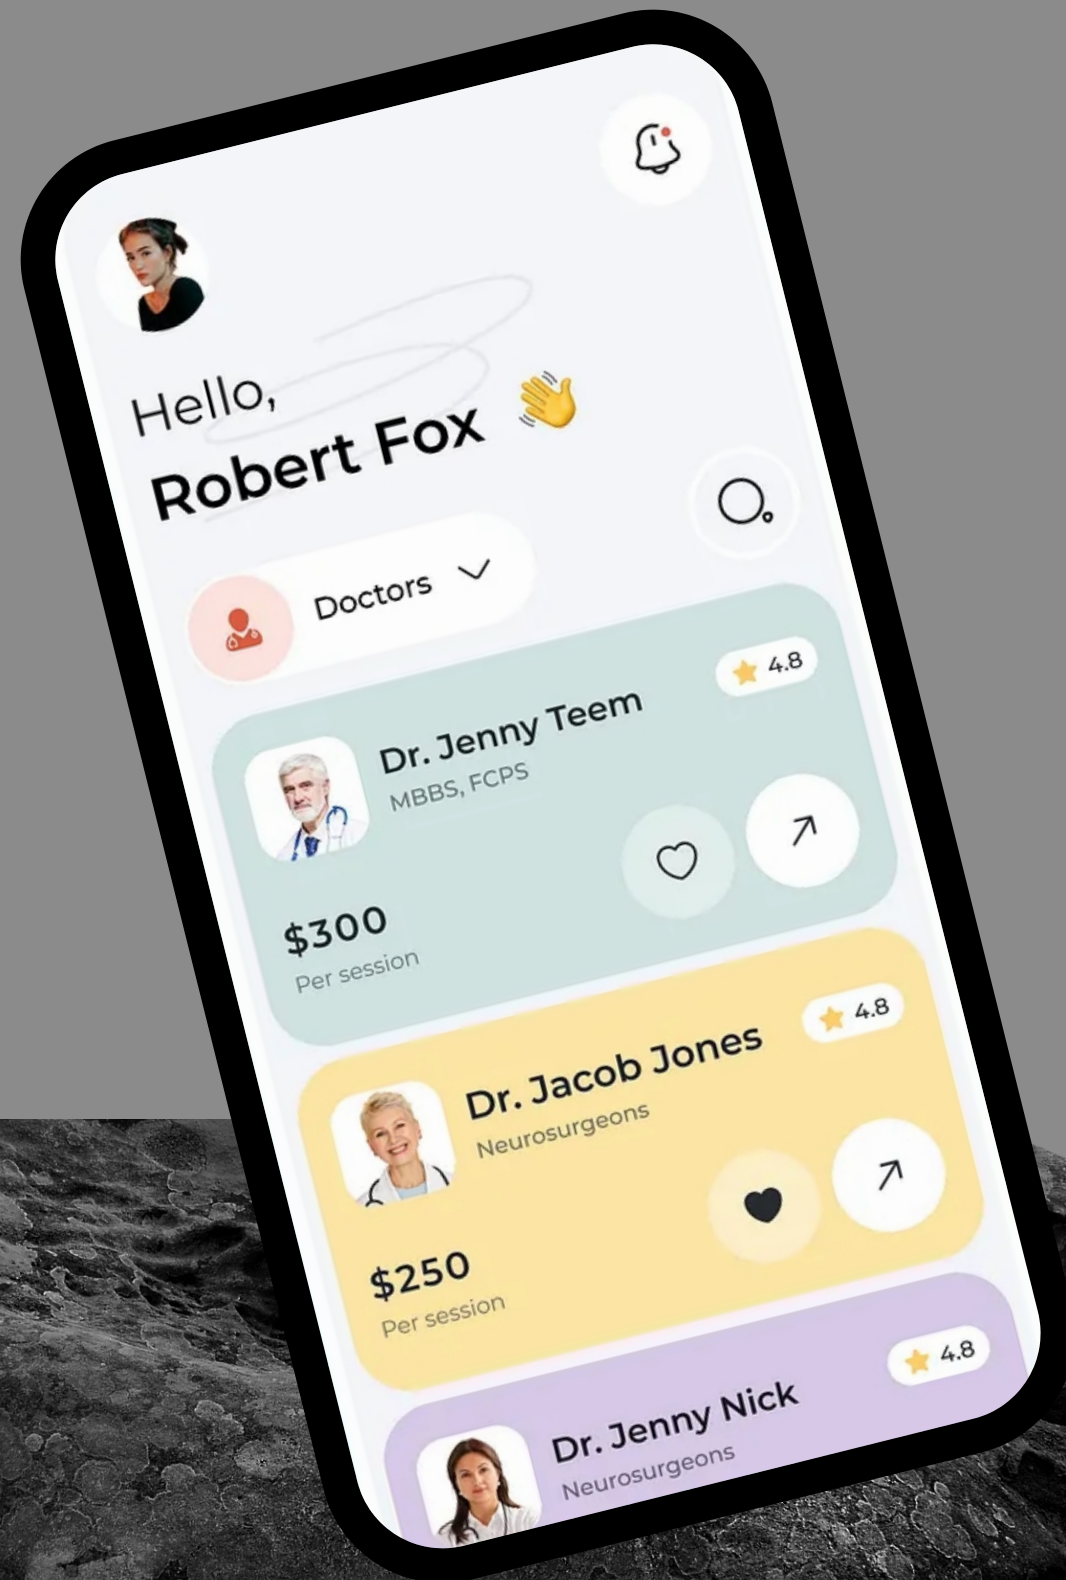 Hello,
Robert Fox 👋
Doctors
Dr. Jenny Teem
4.8
MBBS, FCPS
$300
Per session
Dr. Jacob Jones
4.8
Neurosurgeons
$250
Per session
Dr. Jenny Nick
4.8
Neurosurgeons